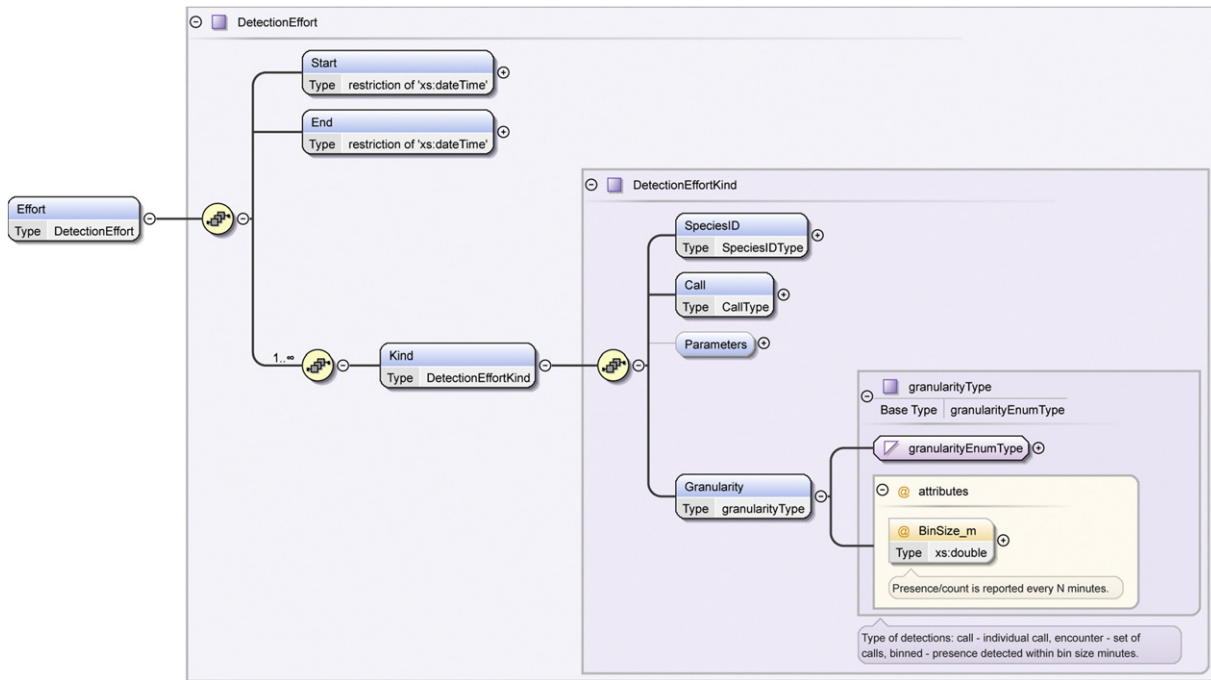 DetectionEffort
Start
Type restriction of 'xs:dateTime'
End
Type restriction of 'xs:dateTime'
DetectionEffortKind
Effort
Type DetectionEffort
SpeciesID
Type SpeciesIDType
Call
Type CallType
Parameters
1..∞
Kind
Type DetectionEffortKind
granularityType
Base Type granularityEnumType
granularityEnumType
Granularity
Type granularityType
@ attributes
@ BinSize_m
Type xs:double
Presence/count is reported every N minutes.
Type of detections: call - individual call, encounter - set of
calls, binned - presence detected within bin size minutes.